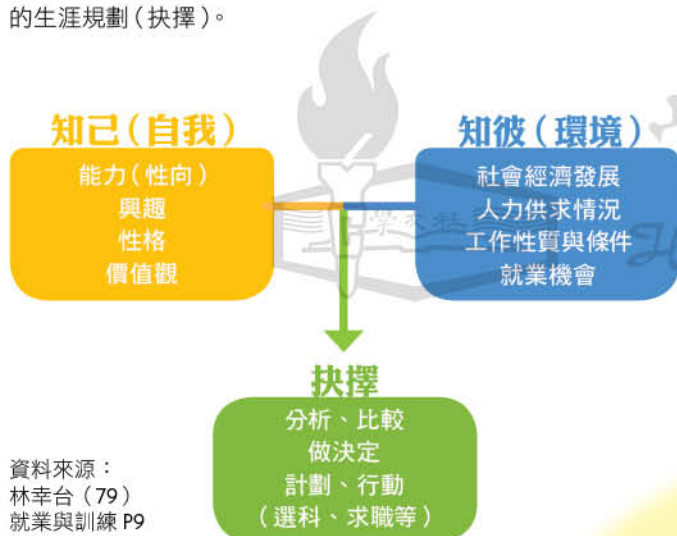 的生涯規劃（抉擇）。
知己（自我）
能力（性向）
興趣
性格
價值觀
知彼（環境）
社會經濟發展
人力供求情況
工作性質與條件
就業機會
抉擇
分析、比較
做決定
計劃、行動
（選科、求職等）
資料來源：
林幸台（79）
就業與訓練 P9